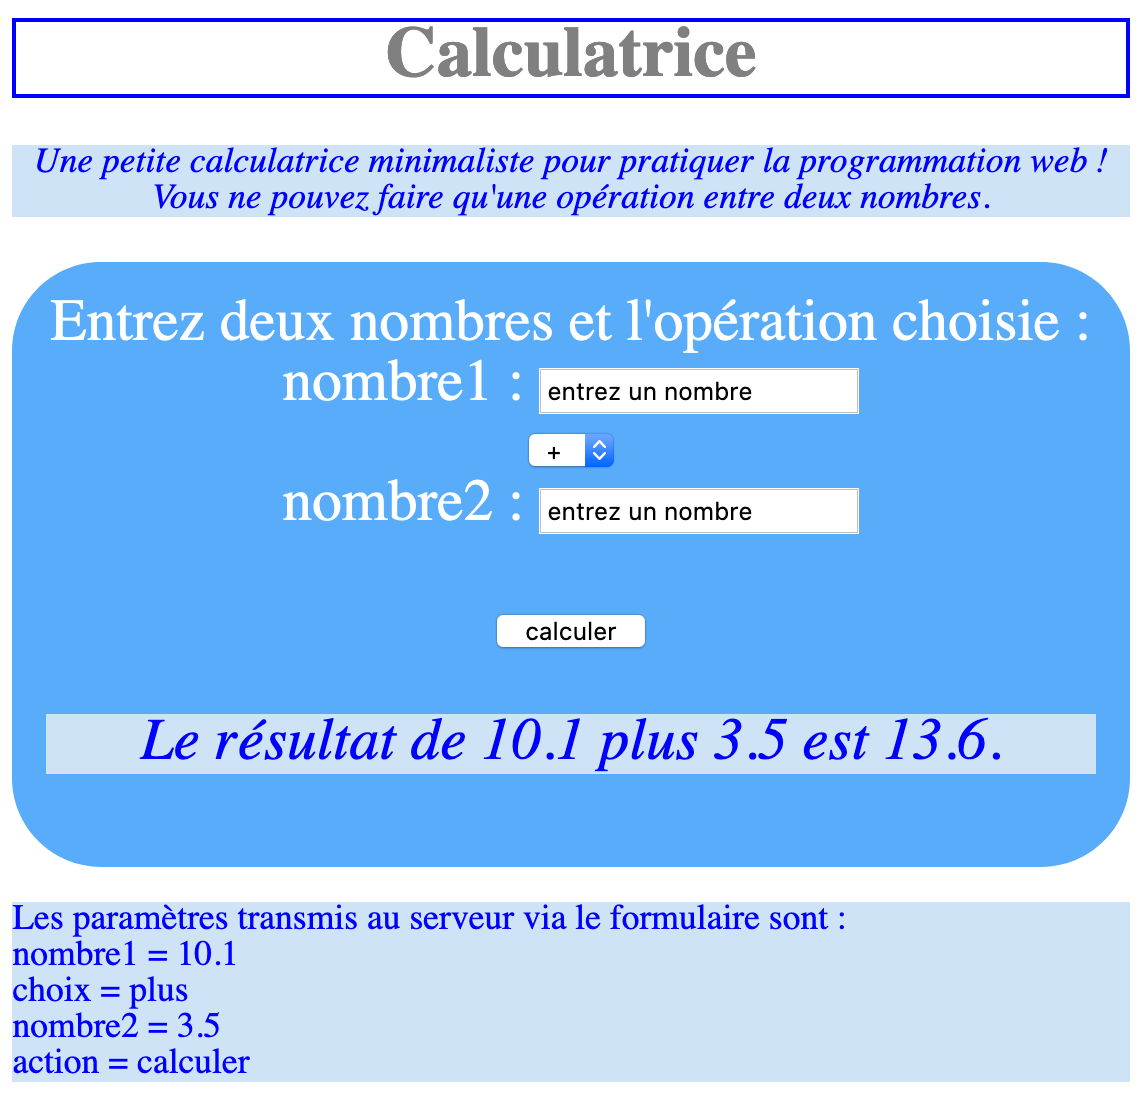 Calculatrice
Une petite calculatrice minimaliste pour pratiquer la programmation web !
Vous ne pouvez faire qu'une opération entre deux nombres.
Entrez deux nombres et l'opération choisie :
nombre1 : entrez un nombre
+
nombre2 : entrez un nombre
calculer
Le résultat de 10.1 plus 3.5 est 13.6.
Les paramètres transmis au serveur via le formulaire sont :
nombre1 = 10.1
choix = plus
nombre2 = 3.5
action = calculer